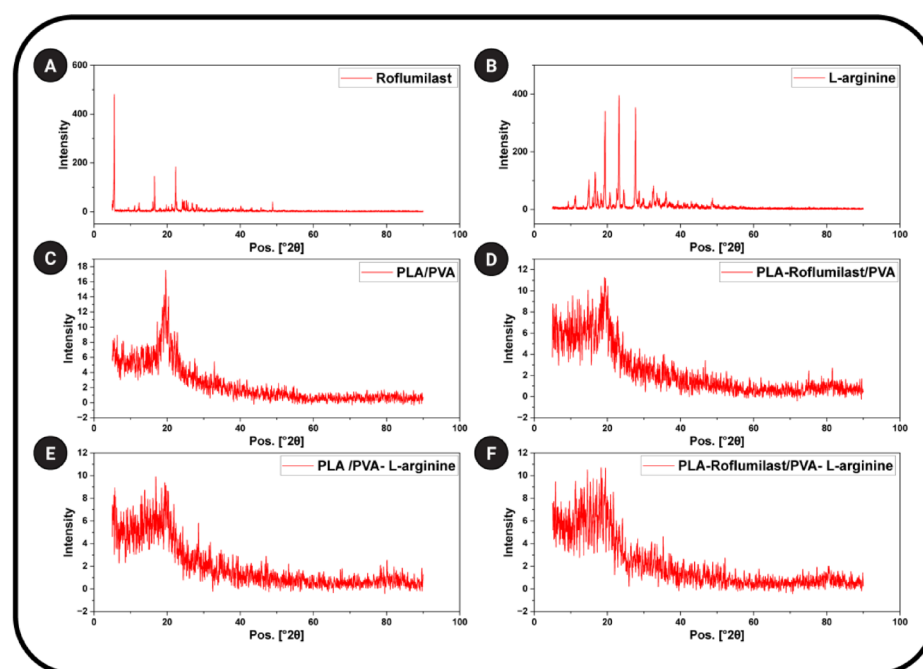 A
Roflumilast
Intensity
600
400
200
0
0 20 40 60 80 100
Pos. [°2θ]
B
L-arginine
Intensity
400
200
0
0 20 40 60 80 100
Pos. [°2θ]
C
PLA/PVA
Intensity
18
16
14
12
10
8
6
4
2
0
−2
0 20 40 60 80 100
Pos. [°2θ]
D
PLA-Roflumilast/PVA
Intensity
12
10
8
6
4
2
0
−2
0 20 40 60 80 100
Pos. [°2θ]
E
PLA /PVA- L-arginine
Intensity
12
10
8
6
4
2
0
−2
0 20 40 60 80 100
Pos. [°2θ]
F
PLA-Roflumilast/PVA- L-arginine
Intensity
12
10
8
6
4
2
0
−2
0 20 40 60 80 100
Pos. [°2θ]